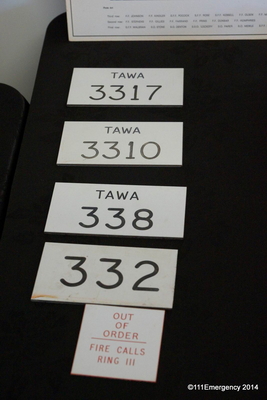 TAWA
3317
TAWA
3310
TAWA
338
332
OUT
OF
ORDER
FIRE CALLS
RING 111
©111Emergency 2014